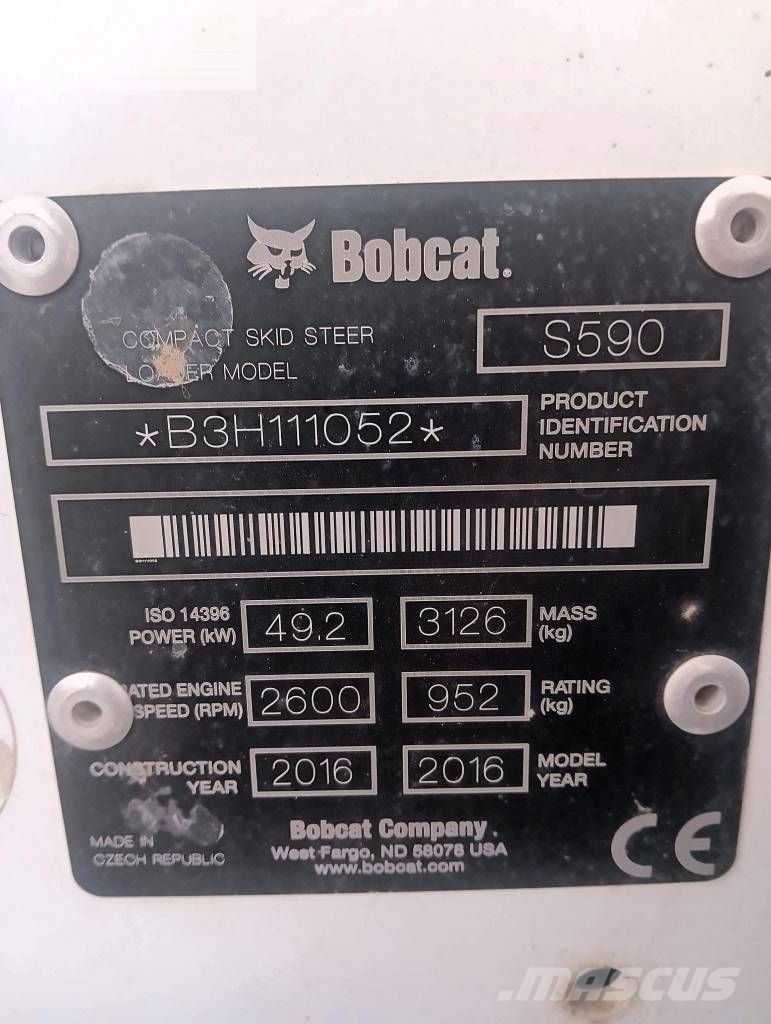 Bobcat.
COMPACT SKID STEER
LOADER MODEL
S590
*B3H111052*
PRODUCT
IDENTIFICATION
NUMBER
ISO 14396
POWER (kW)
49.2
3126
MASS
(kg)
RATED ENGINE
SPEED (RPM)
2600
952
RATING
(kg)
CONSTRUCTION
YEAR
2016
2016
MODEL
YEAR
MADE IN
CZECH REPUBLIC
Bobcat Company.
West Fargo, ND 58078 USA
www.bobcat.com
CE
mascus